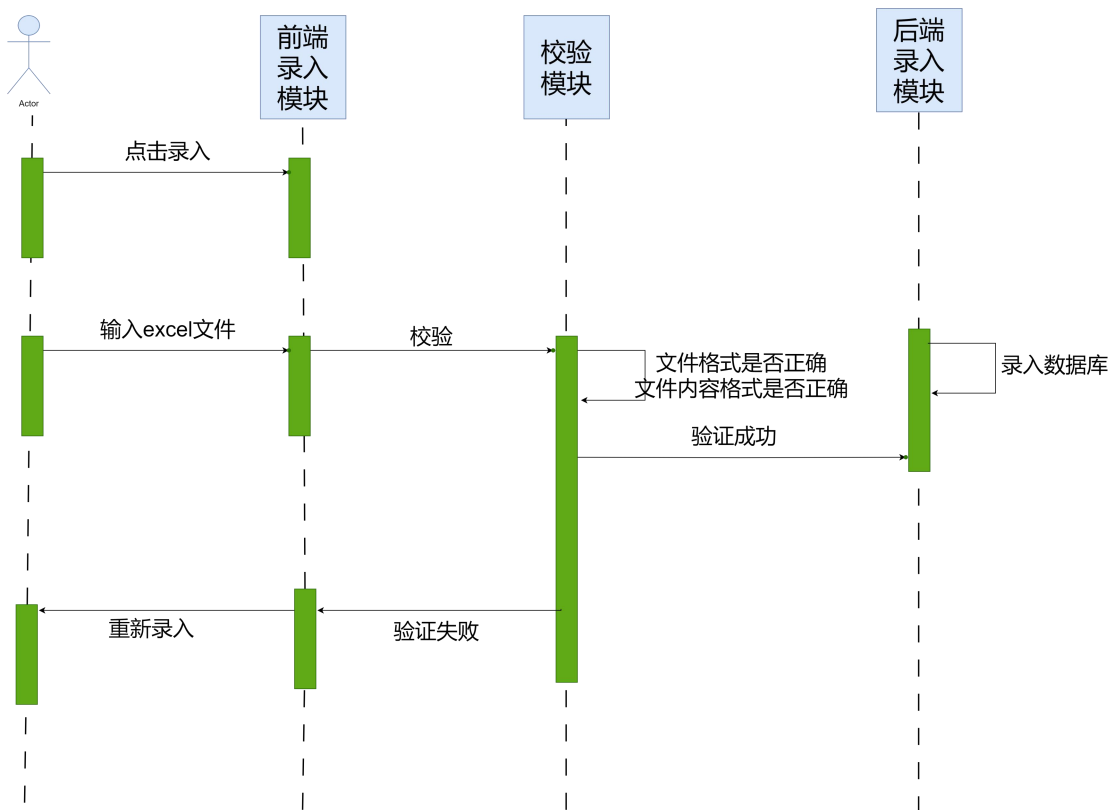 前端
录入
模块
校验
模块
后端
录入
模块
Actor
点击录入
输入excel文件
校验
文件格式是否正确
文件内容格式是否正确
录入数据库
验证成功
重新录入
验证失败